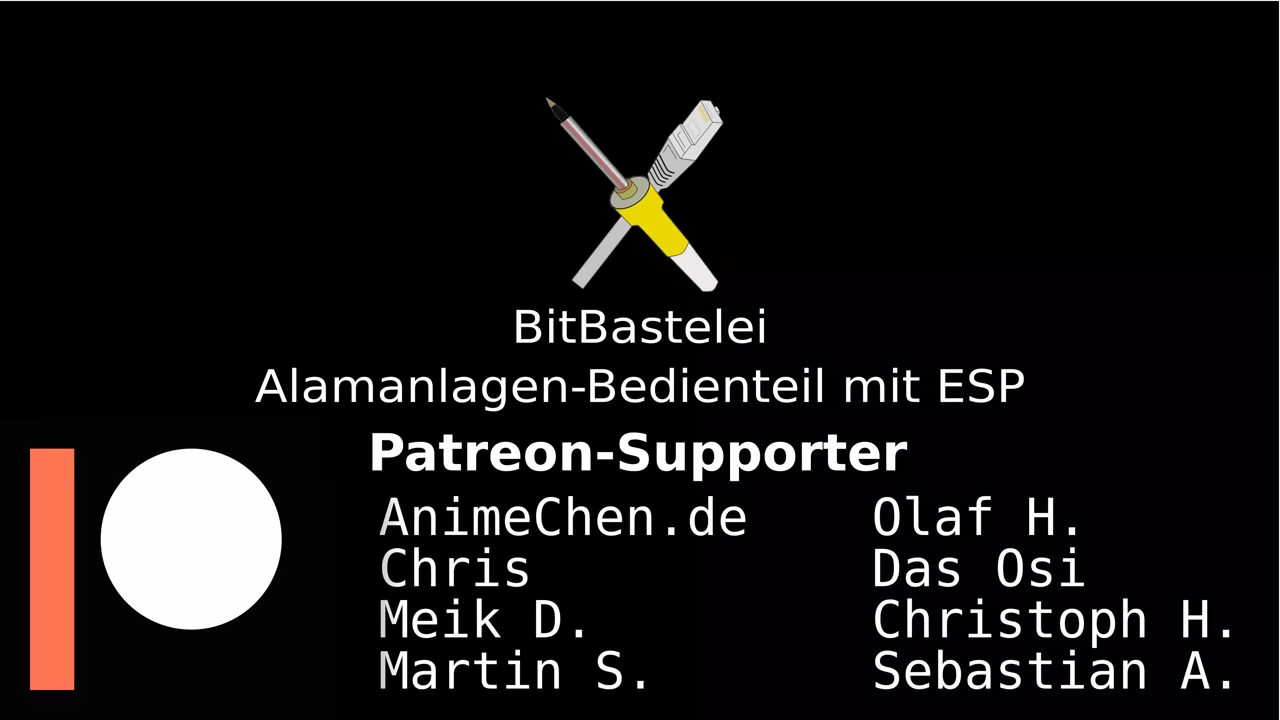 BitBastelei
Alamanlagen-Bedienteil mit ESP
Patreon-Supporter
AnimeChen.de
Chris
Meik D.
Martin S.
Olaf H.
Das Osi
Christoph H.
Sebastian A.